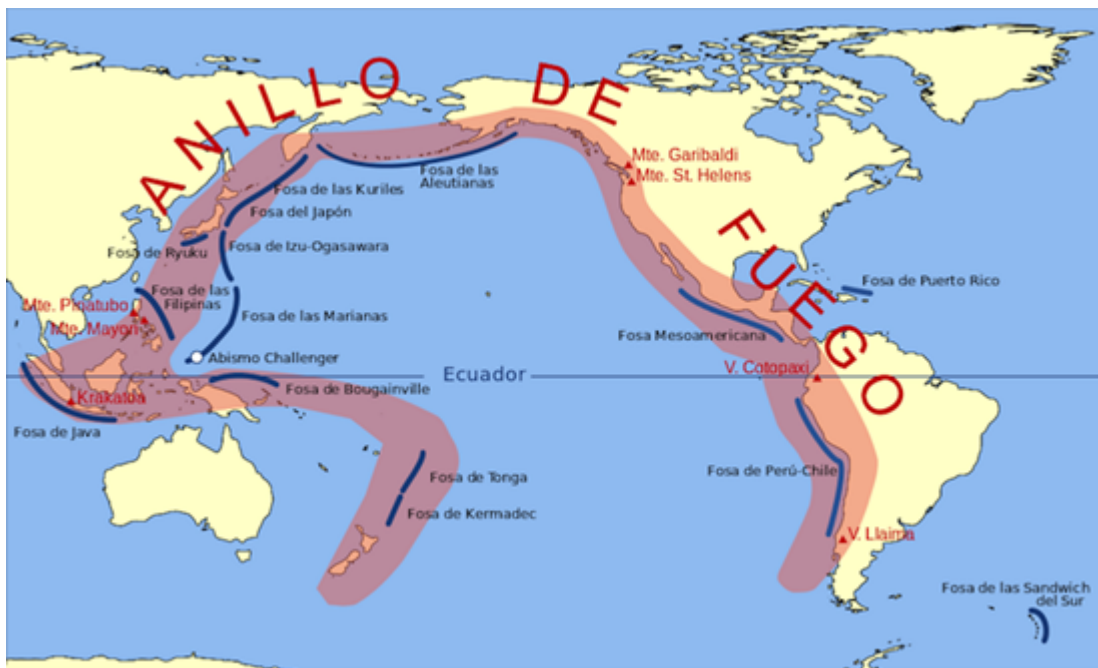 ANILLO DE FUEGO
Mte. Garibaldi
Mte. St. Helens
Fosa de las
Aleutianas
Fosa de las Kuriles
Fosa del Japón
Fosa de Izu-Ogasawara
Fosa de Ryuku
Fosa de Puerto Rico
Fosa de las
Filipinas
Mte. Pinatubo
Mte. Mayon
Fosa de las Marianas
Fosa Mesoamericana
Abismo Challenger
V. Cotopaxi
Ecuador
Fosa de Bougainville
Krakatoa
Fosa de Java
Fosa de Perú-Chile
Fosa de Tonga
Fosa de Kermadec
V. Llaima
Fosa de las Sandwich
del Sur